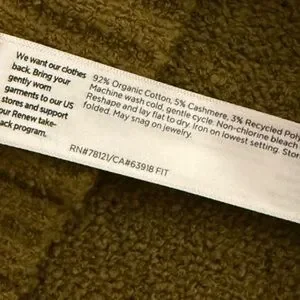 We want our clothes
back. Bring your
gently worn
garments to our US
stores and support
our Renew take-
back program.
92% Organic Cotton, 5% Cashmere, 3% Recycled
Machine wash cold, gentle cycle. Non-chlorine bleach
Reshape and lay flat to dry. Iron on lowest setting.
folded. May snag on jewelry.
RN#78121/CA#63918 FIT